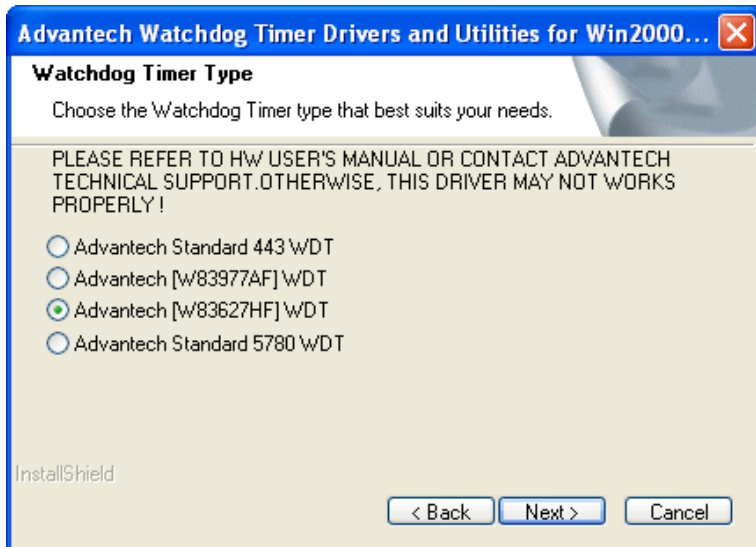 Advantech Watchdog Timer Drivers and Utilities for Win2000...
Watchdog Timer Type
Choose the Watchdog Timer type that best suits your needs.
PLEASE REFER TO HW USER'S MANUAL OR CONTACT ADVANTECH
TECHNICAL SUPPORT.OTHERWISE, THIS DRIVER MAY NOT WORKS
PROPERLY !
Advantech Standard 443 WDT
Advantech [W83977AF] WDT
Advantech [W83627HF] WDT
Advantech Standard 5780 WDT
InstallShield
< Back Next > Cancel